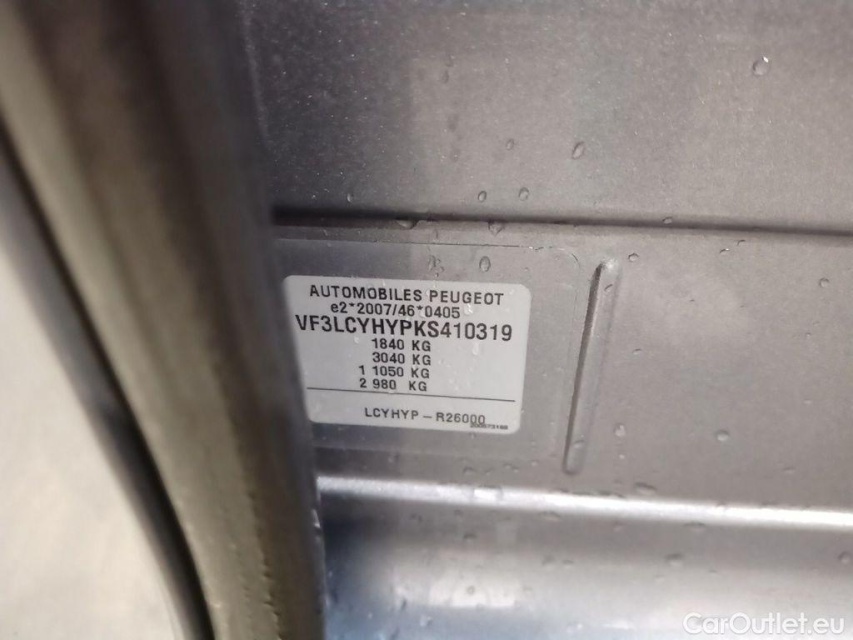 AUTOMOBILES PEUGEOT
e2*2007/46*0405
VF3LCYHYPKS410319
1840 KG
3040 KG
1 1050 KG
2 980 KG
LCYHYP - R26000
CarOutlet.eu